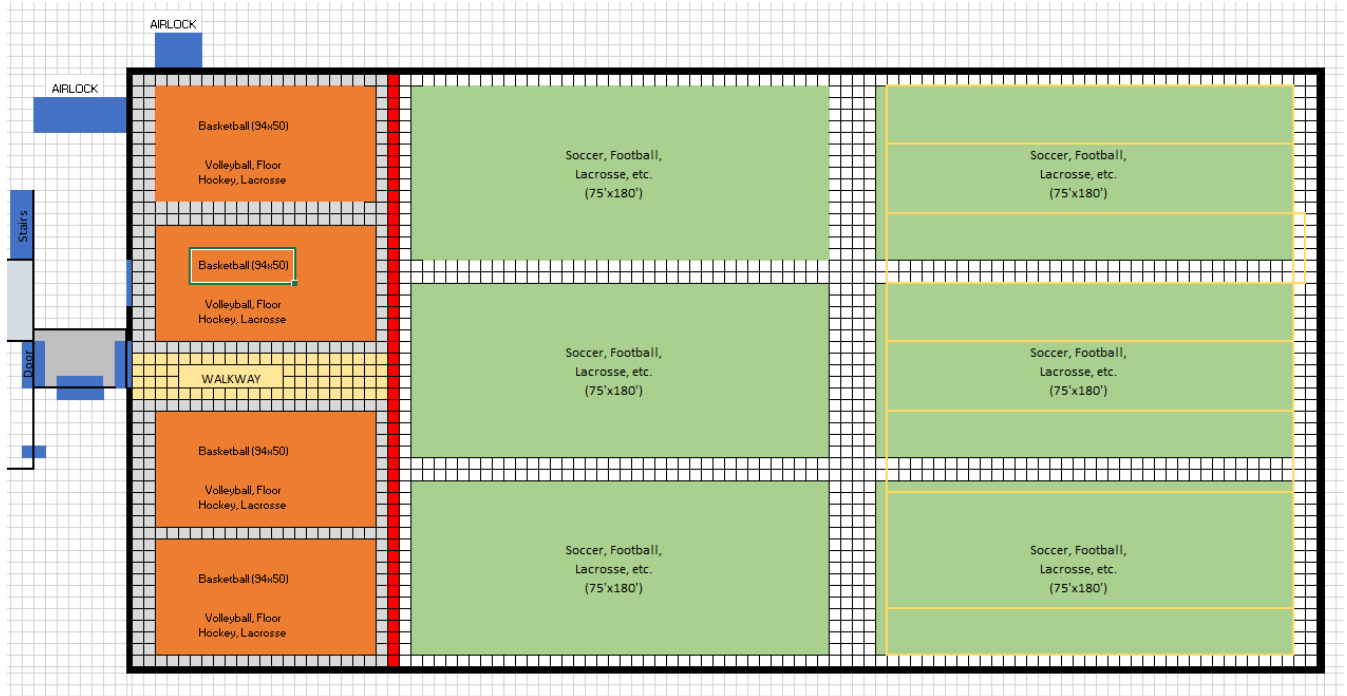 AIRLOCK
AIRLOCK
Basketball (94x50)
Volleyball, Floor
Hockey, Lacrosse
Soccer, Football,
Lacrosse, etc.
(75'x180')
Soccer, Football,
Lacrosse, etc.
(75'x180')
Stairs
Basketball (94x50)
Volleyball, Floor
Hockey, Lacrosse
Door
WALKWAY
Soccer, Football,
Lacrosse, etc.
(75'x180')
Soccer, Football,
Lacrosse, etc.
(75'x180')
Basketball (94x50)
Volleyball, Floor
Hockey, Lacrosse
Basketball (94x50)
Volleyball, Floor
Hockey, Lacrosse
Soccer, Football,
Lacrosse, etc.
(75'x180')
Soccer, Football,
Lacrosse, etc.
(75'x180')